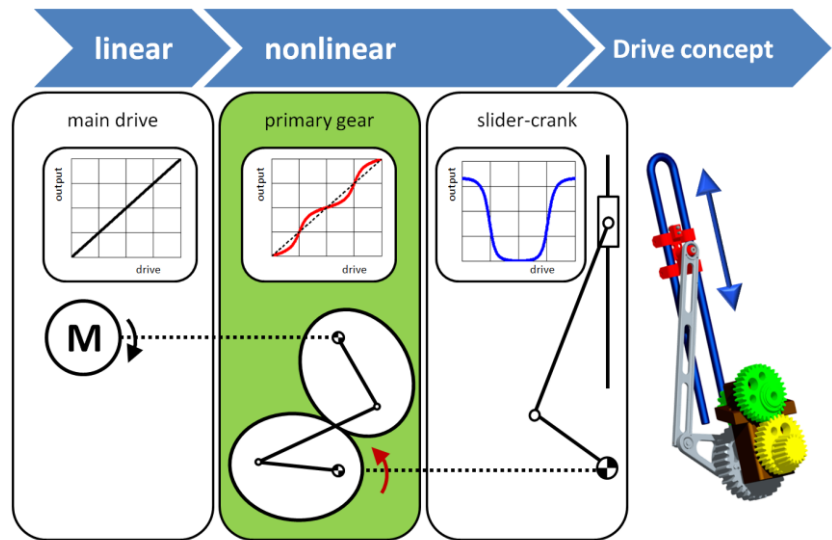 linear
nonlinear
Drive concept
main drive
primary gear
slider-crank
output
drive
output
drive
output
drive
M